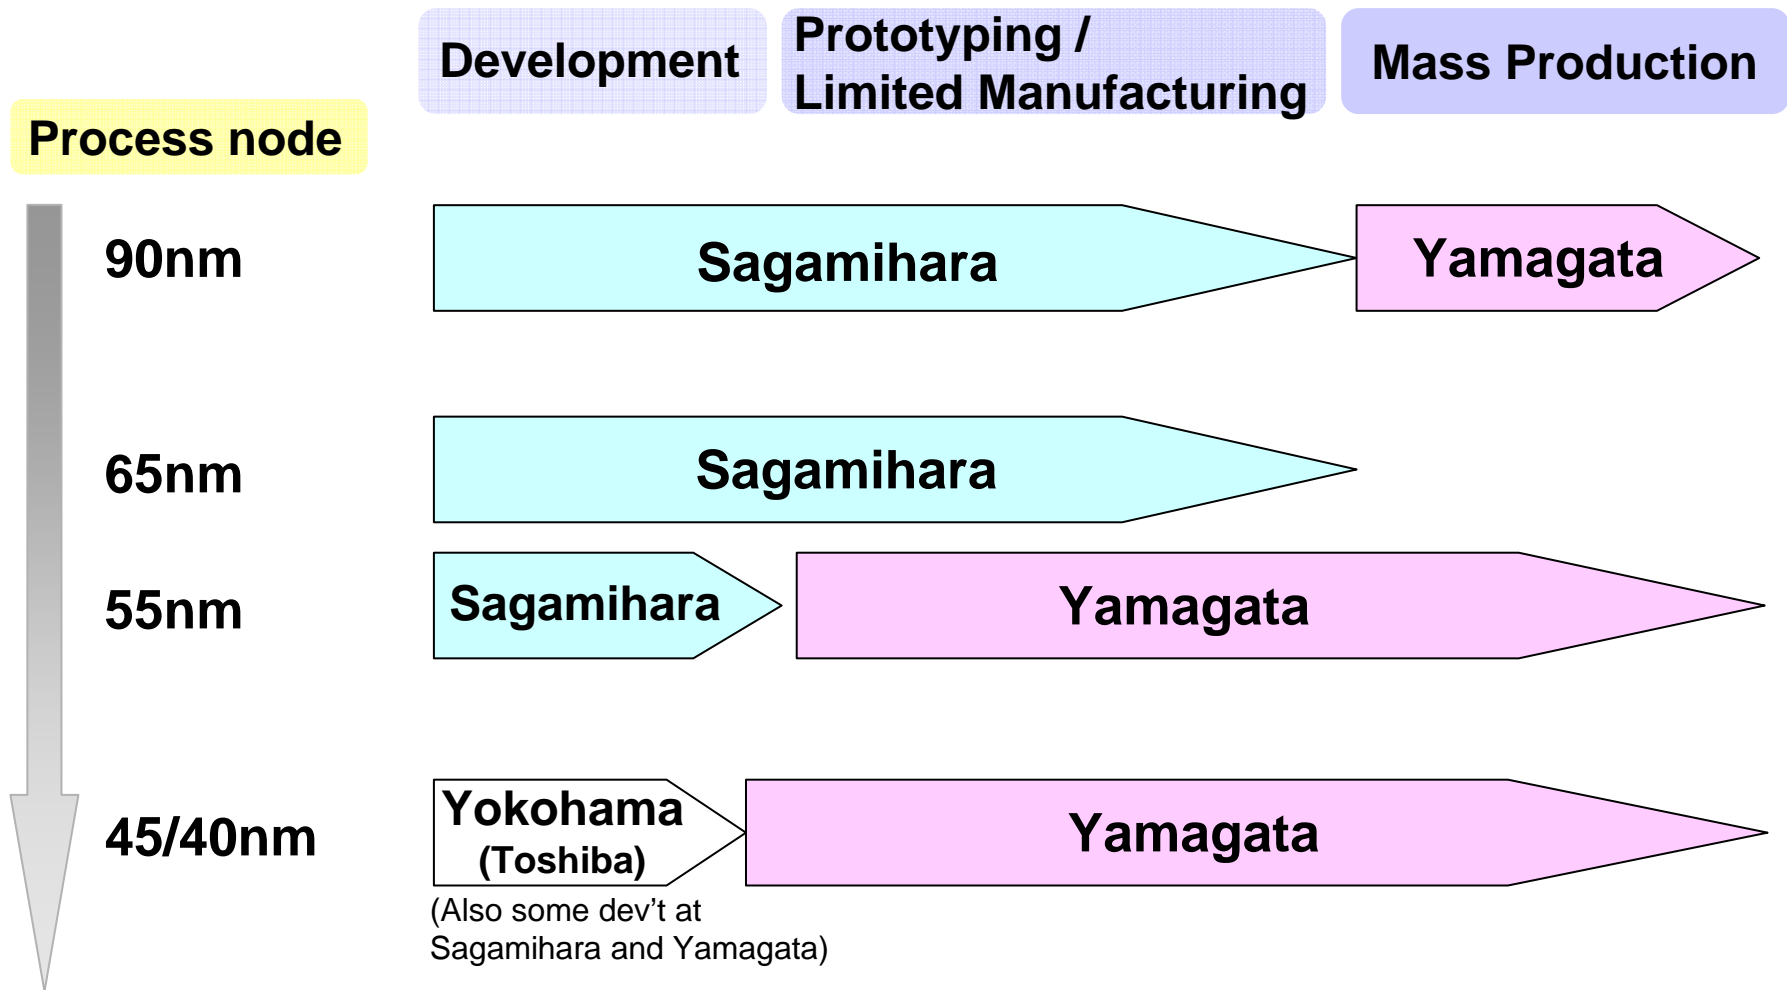 Development
Prototyping /
Limited Manufacturing
Mass Production
Process node
90nm
Sagamihara
Yamagata
65nm
Sagamihara
55nm
Sagamihara
Yamagata
45/40nm
Yokohama
(Toshiba)
Yamagata
(Also some dev't at
Sagamihara and Yamagata)